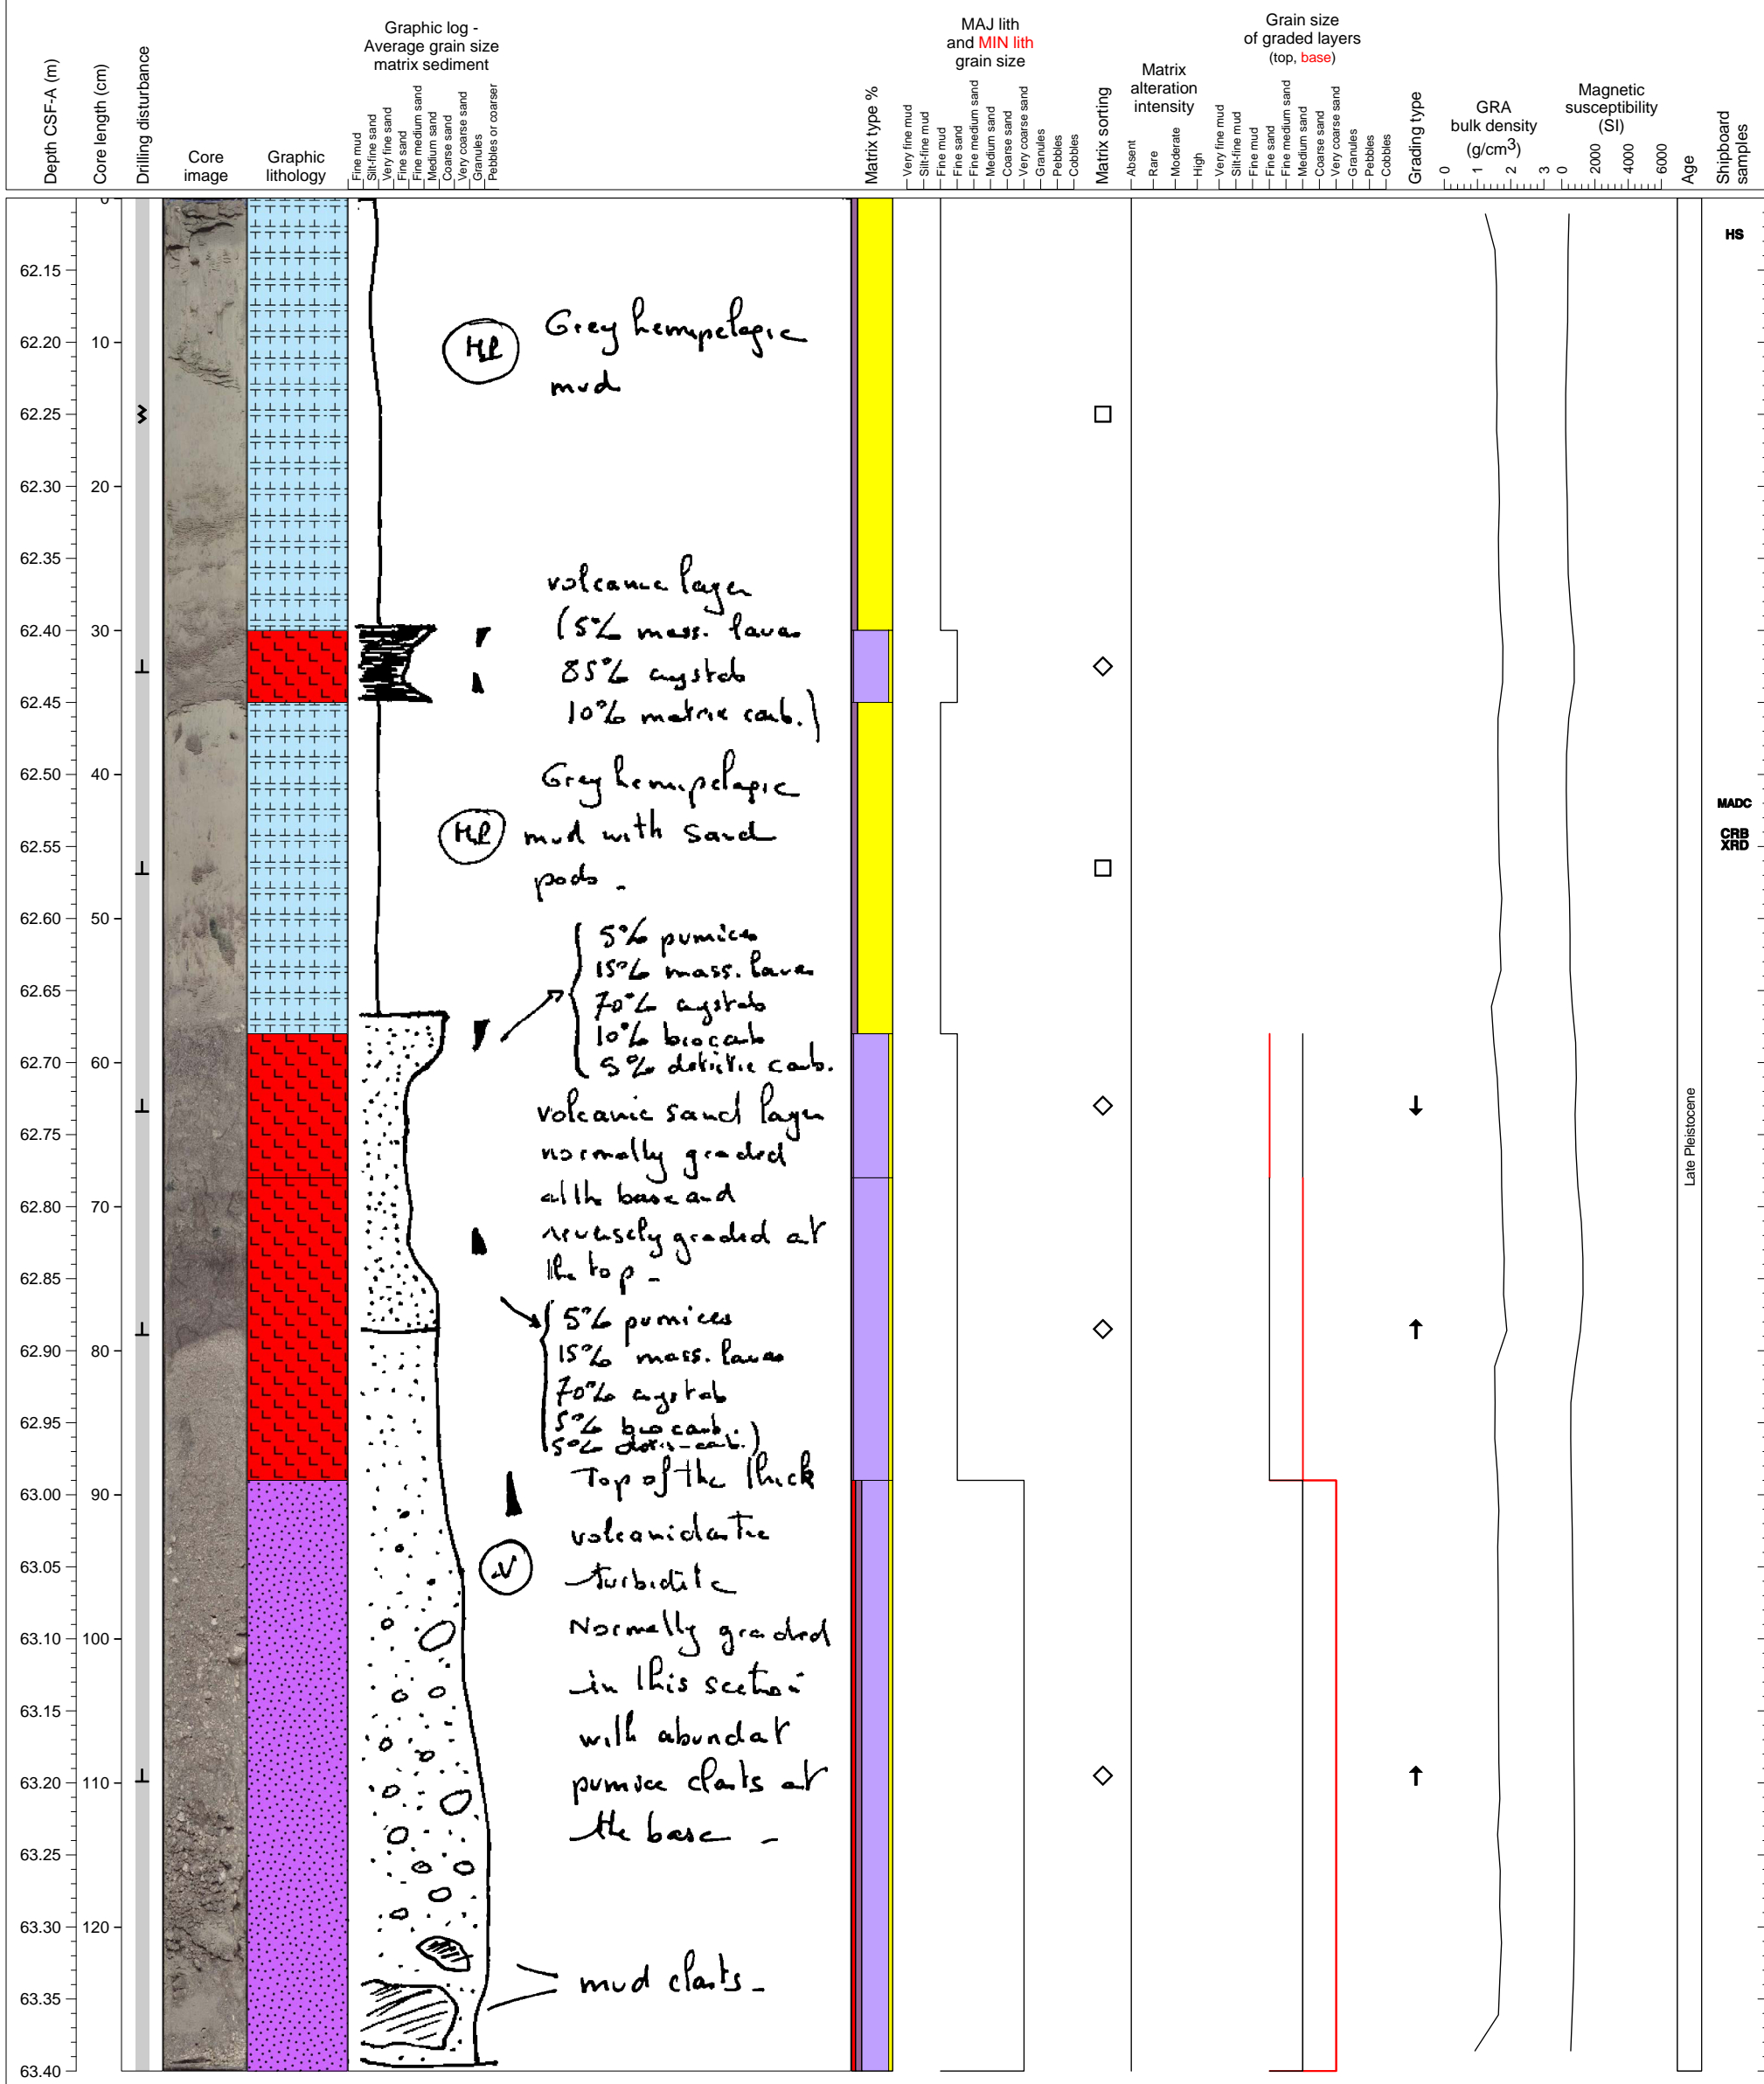 Depth CSF-A (m)
Core length (cm)
Drilling disturbance
Core
image
Graphic
lithology
Graphic log -
Average grain size
matrix sediment
Fine mud
Silt-fine sand
Very fine sand
Fine sand
Fine medium sand
Medium sand
Coarse sand
Very coarse sand
Granules
Pebbles or coarser
Matrix type %
MAJ lith
and MIN lith
grain size
Very fine mud
Silt-fine mud
Fine mud
Fine sand
Fine medium sand
Medium sand
Coarse sand
Very coarse sand
Granules
Pebbles
Cobbles
Matrix sorting
Matrix
alteration
intensity
Absent
Rare
Moderate
High
Grain size
of graded layers
(top, base)
Very fine mud
Silt-fine mud
Fine mud
Fine sand
Fine medium sand
Medium sand
Coarse sand
Very coarse sand
Granules
Pebbles
Cobbles
Grading type
GRA
bulk density
(g/cm3)
0 1 2 3
Magnetic
susceptibility
(SI)
0 2000 4000 6000
Age
Shipboard
samples
62.15
62.20
62.25
62.30
62.35
62.40
62.45
62.50
62.55
62.60
62.65
62.70
62.75
62.80
62.85
62.90
62.95
63.00
63.05
63.10
63.15
63.20
63.25
63.30
63.35
63.40
0
10
20
30
40
50
60
70
80
90
100
110
120
HP
Grey hemipelagic
mud
volcanic layer
(5% mass. lavas
85% crystals
10% matrix carb.)
HP
Grey hemipelagic
mud with sand
pods -
5% pumices
15% mass. lavas
70% crystals
10% biocarb
5% detritic carb.
volcanic sand layer
normally graded
at the base and
reversely graded at
the top -
5% pumices
15% mass. lavas
70% crystals
5% biocarb.
5% detri-carb.)
Top of the thick
V
volcaniclastic
turbidite
Normally graded
in this section
with abundat
pumice clasts at
the base -
mud clasts -
Late Pleistocene
HS
MADC
CRB
XRD